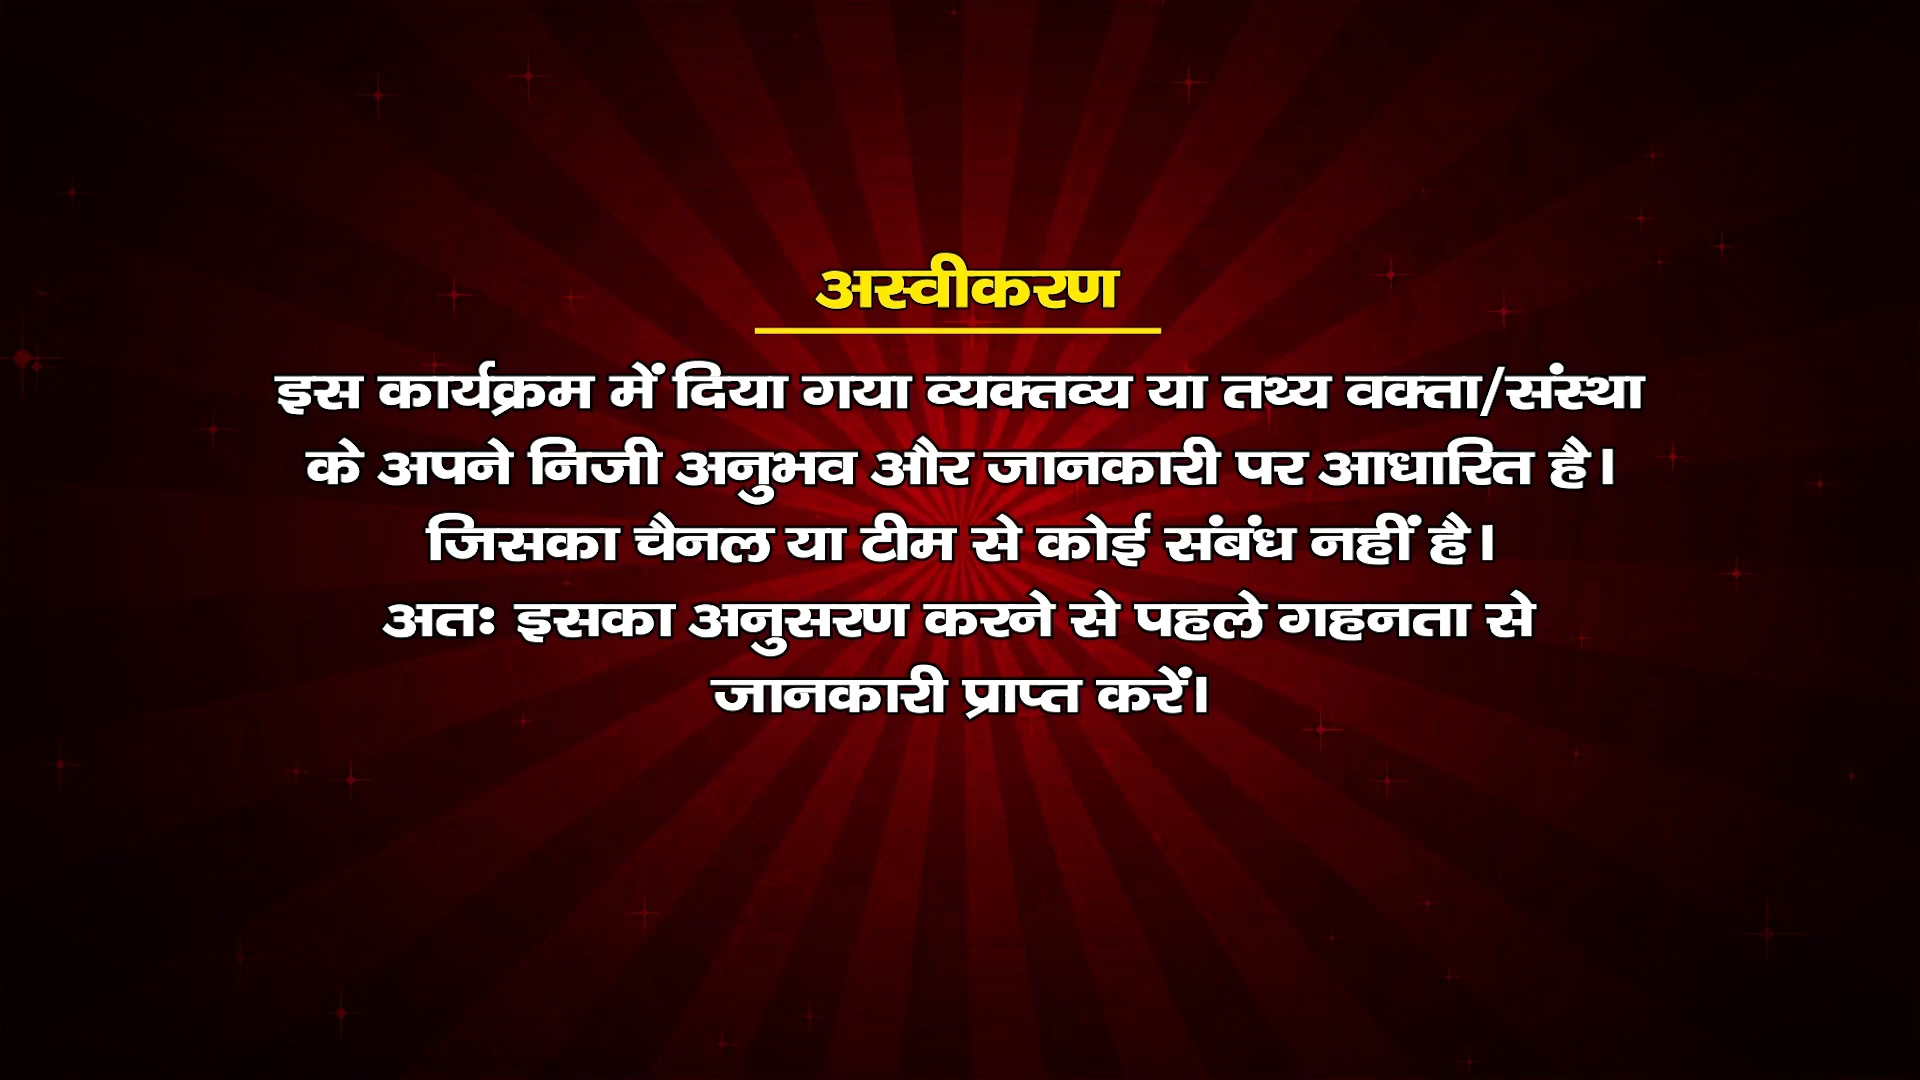 अस्वीकरण
इस कार्यक्रम में दिया गया व्यक्तव्य या तथ्य वक्ता/संस्था
के अपने निजी अनुभव और जानकारी पर आधारित है।
जिसका चैनल या टीम से कोई संबंध नहीं है।
अतः इसका अनुसरण करने से पहले गहनता से
जानकारी प्राप्त करें।